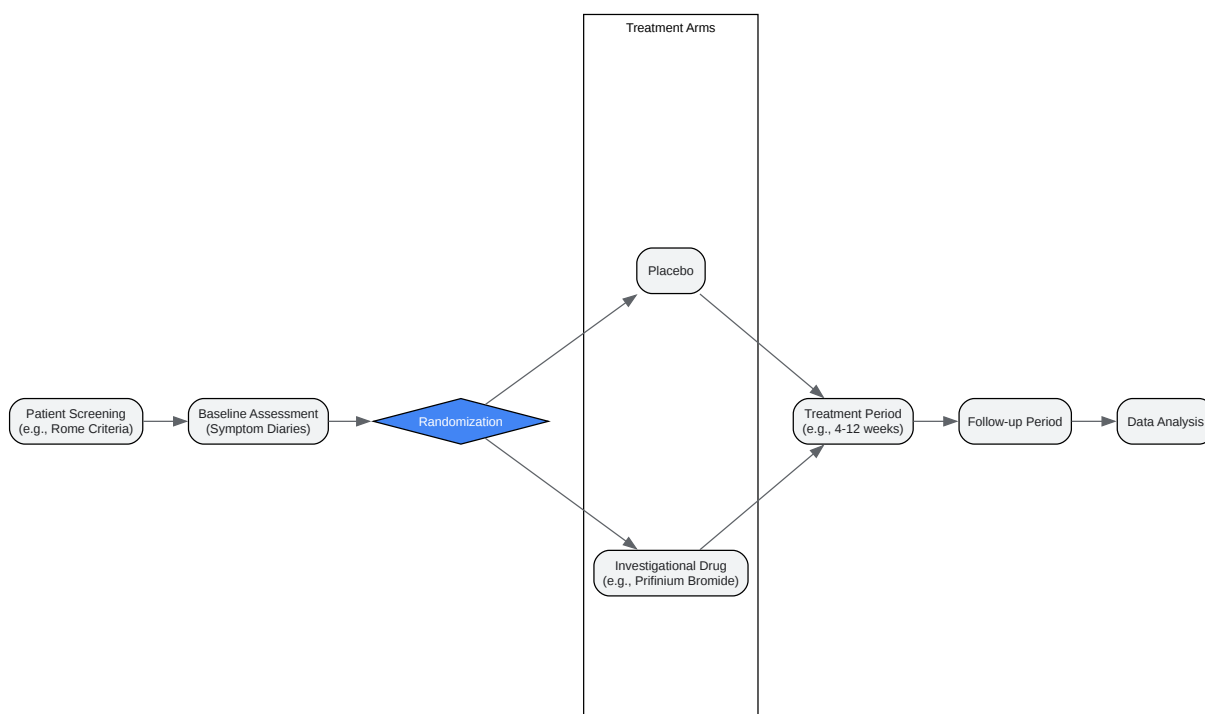 Treatment Arms
Placebo
Patient Screening
(e.g., Rome Criteria)
Baseline Assessment
(Symptom Diaries)
Randomization
Treatment Period
(e.g., 4-12 weeks)
Follow-up Period
Data Analysis
Investigational Drug
(e.g., Prifinium Bromide)